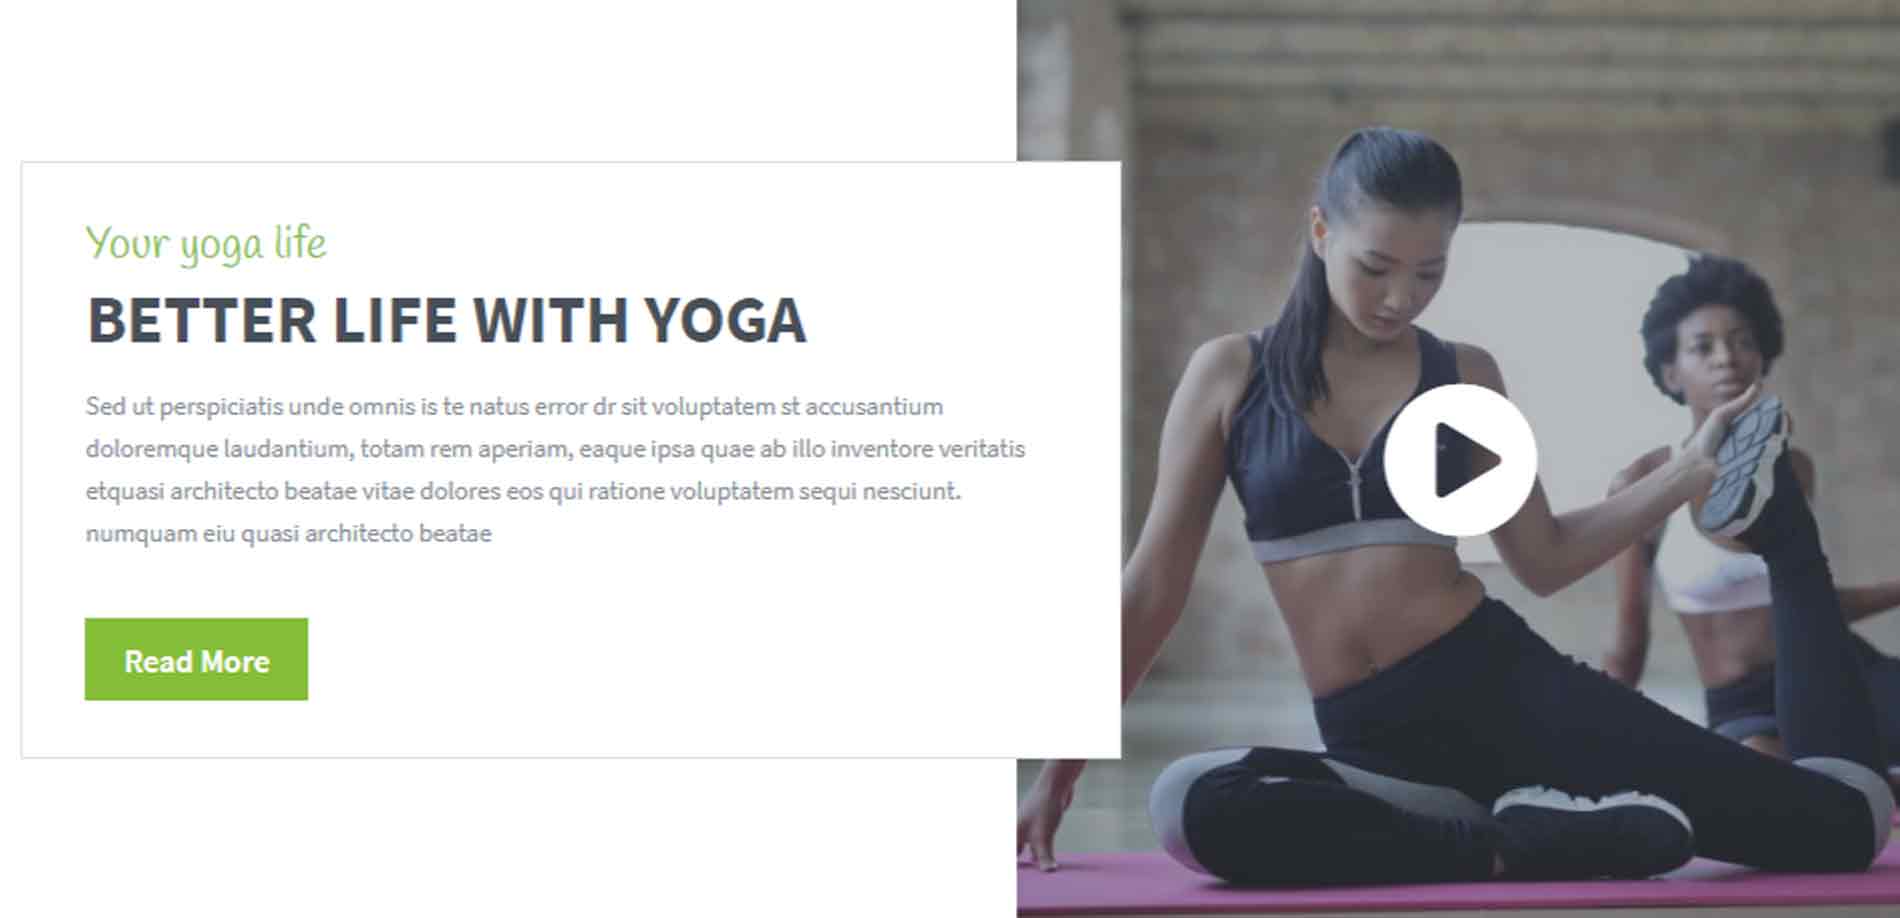 Your yoga life
BETTER LIFE WITH YOGA
Sed ut perspiciatis unde omnis is te natus error dr sit voluptatem st accusantium
doloremque laudantium, totam rem aperiam, eaque ipsa quae ab illo inventore veritatis
etquasi architecto beatae vitae dolores eos qui ratione voluptatem sequi nesciunt.
numquam eiu quasi architecto beatae
Read More